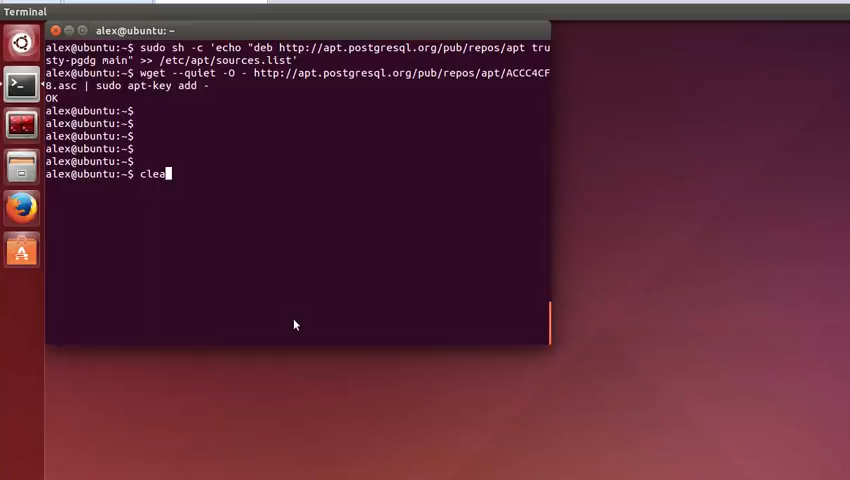 Terminal
alex@ubuntu: ~
alex@ubuntu:~$ sudo sh -c 'echo "deb http://apt.postgresql.org/pub/repos/apt tru
sty-pgdg main" >> /etc/apt/sources.list'
alex@ubuntu:~$ wget --quiet -O - http://apt.postgresql.org/pub/repos/apt/ACCC4CF
8.asc | sudo apt-key add -
OK
alex@ubuntu:~$
alex@ubuntu:~$
alex@ubuntu:~$
alex@ubuntu:~$
alex@ubuntu:~$
alex@ubuntu:~$ clea